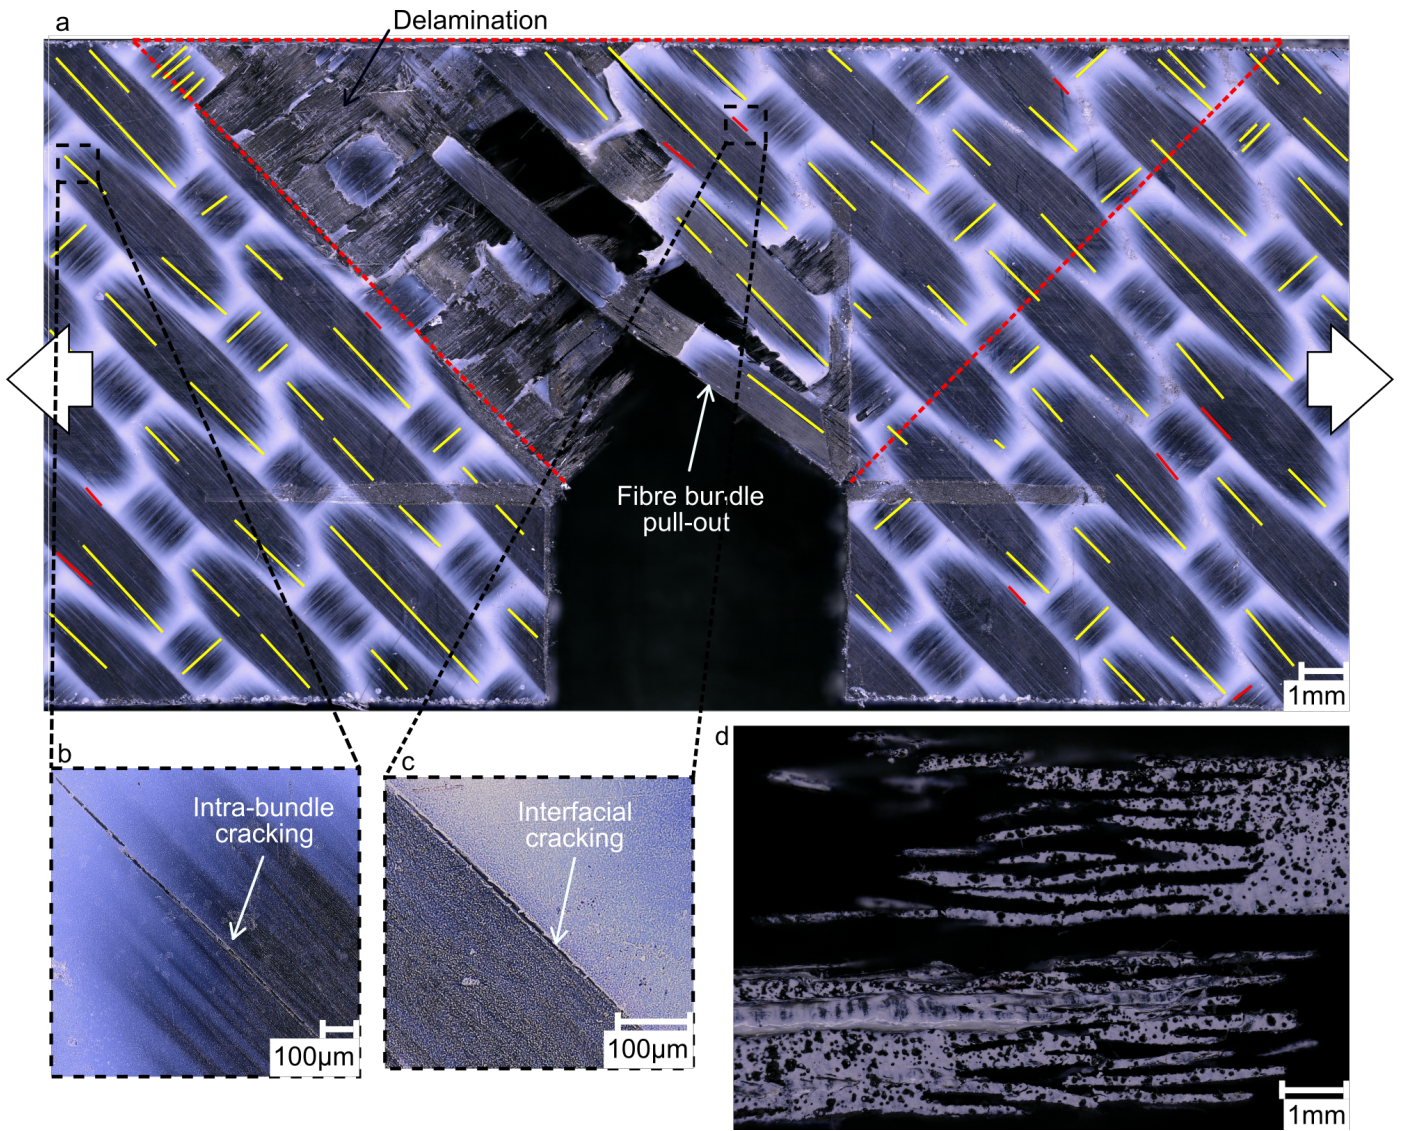 a
Delamination
Fibre bundle
pull-out
1mm
b
Intra-bundle
cracking
100µm
c
Interfacial
cracking
100µm
d
1mm